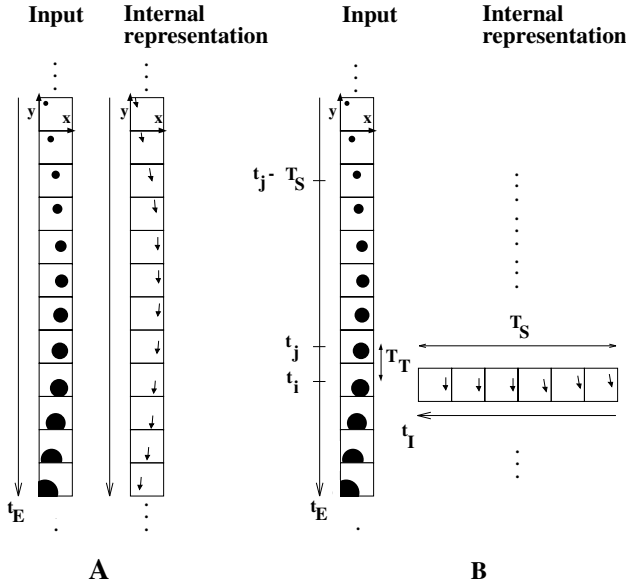 Input Internal representation
y
x
y
x
t_E
A
Input Internal representation
y
x
t_j - T_S
T_S
t_j
T_T
t_i
t_I
t_E
B